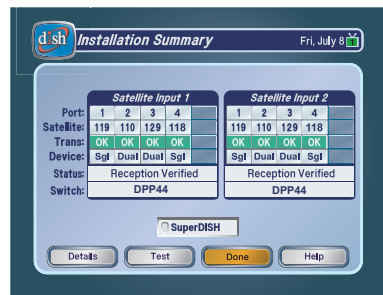 dish Installation Summary Fri, July 8
Satellite Input 1 Satellite Input 2
Port: 1 2 3 4 1 2 3 4
Satellite: 119 110 129 118 119 110 129 118
Trans: OK OK OK OK OK OK OK OK
Device: Sgl Dual Dual Sgl Sgl Dual Dual Sgl
Status: Reception Verified Reception Verified
Switch: DPP44 DPP44
SuperDISH
Details Test Done Help